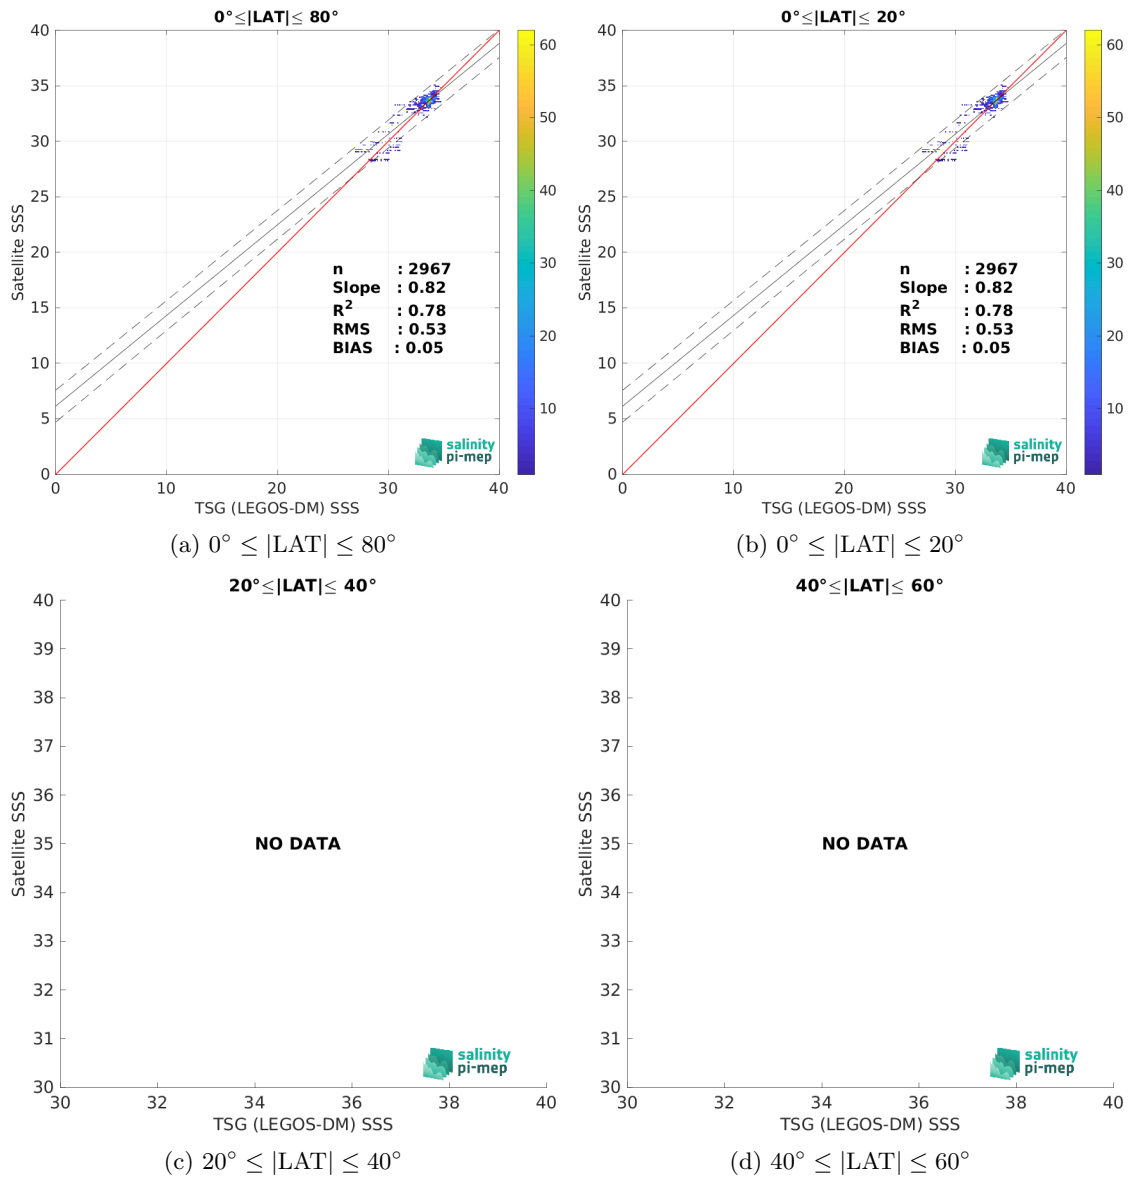 0°≤|LAT|≤ 80°
40
35
30
25
20
15
10
5
0
0
10
20
30
40
Satellite SSS
TSG (LEGOS-DM) SSS
n : 2967
Slope : 0.82
R² : 0.78
RMS : 0.53
BIAS : 0.05
salinity
pi-mep
60
50
40
30
20
10
(a) 0° ≤ |LAT| ≤ 80°
0°≤|LAT|≤ 20°
40
35
30
25
20
15
10
5
0
0
10
20
30
40
Satellite SSS
TSG (LEGOS-DM) SSS
n : 2967
Slope : 0.82
R² : 0.78
RMS : 0.53
BIAS : 0.05
salinity
pi-mep
60
50
40
30
20
10
(b) 0° ≤ |LAT| ≤ 20°
20°≤|LAT|≤ 40°
40
39
38
37
36
35
34
33
32
31
30
30
32
34
36
38
40
Satellite SSS
NO DATA
salinity
pi-mep
TSG (LEGOS-DM) SSS
(c) 20° ≤ |LAT| ≤ 40°
40°≤|LAT|≤ 60°
40
39
38
37
36
35
34
33
32
31
30
30
32
34
36
38
40
Satellite SSS
NO DATA
salinity
pi-mep
TSG (LEGOS-DM) SSS
(d) 40° ≤ |LAT| ≤ 60°